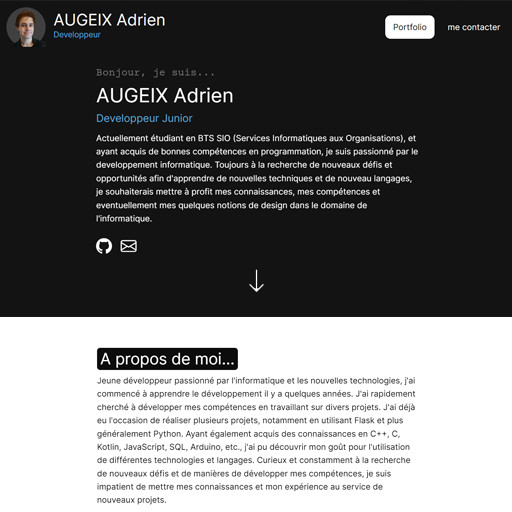 AUGEIX Adrien
Developpeur
Portfolio
me contacter
Bonjour, je suis...
AUGEIX Adrien
Developpeur Junior
Actuellement étudiant en BTS SIO (Services Informatiques aux Organisations), et
ayant acquis de bonnes compétences en programmation, je suis passionné par le
developpement informatique. Toujours à la recherche de nouveaux défis et
opportunités afin d'apprendre de nouvelles techniques et de nouveau langages,
je souhaiterais mettre à profit mes connaissances, mes compétences et
eventuellement mes quelques notions de design dans le domaine de
l'informatique.
A propos de moi...
Jeune développeur passionné par l'informatique et les nouvelles technologies, j'ai
commencé à apprendre le développement il y a quelques années. J'ai rapidement
cherché à développer mes compétences en travaillant sur divers projets. J'ai déjà
eu l'occasion de réaliser plusieurs projets, notamment en utilisant Flask et plus
généralement Python. Ayant également acquis des connaissances en C++, C,
Kotlin, JavaScript, SQL, Arduino, etc., j'ai pu découvrir mon goût pour l'utilisation
de différentes technologies et langages. Curieux et constamment à la recherche
de nouveaux défis et de manières de développer mes compétences, je suis
impatient de mettre mes connaissances et mon expérience au service de
nouveaux projets.